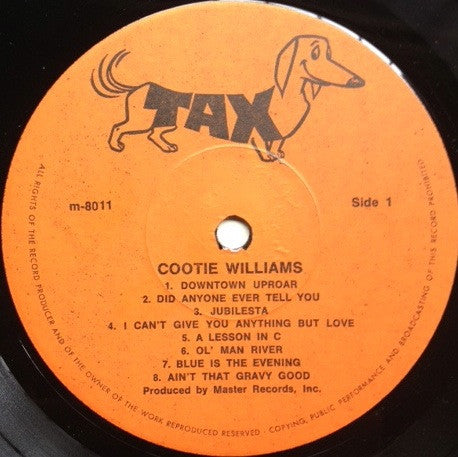 TAX
m-8011
Side 1
COOTIE WILLIAMS
1. DOWNTOWN UPROAR
2. DID ANYONE EVER TELL YOU
3. JUBILESTA
4. I CAN'T GIVE YOU ANYTHING BUT LOVE
5. A LESSON IN C
6. OL' MAN RIVER
7. BLUE IS THE EVENING
8. AIN'T THAT GRAVY GOOD
Produced by Master Records, Inc.
ALL RIGHTS OF THE RECORD PRODUCER AND OF THE OWNER OF THE WORK REPRODUCED RESERVED · COPYING, PUBLIC PERFORMANCE AND BROADCASTING OF THIS RECORD PROHIBITED